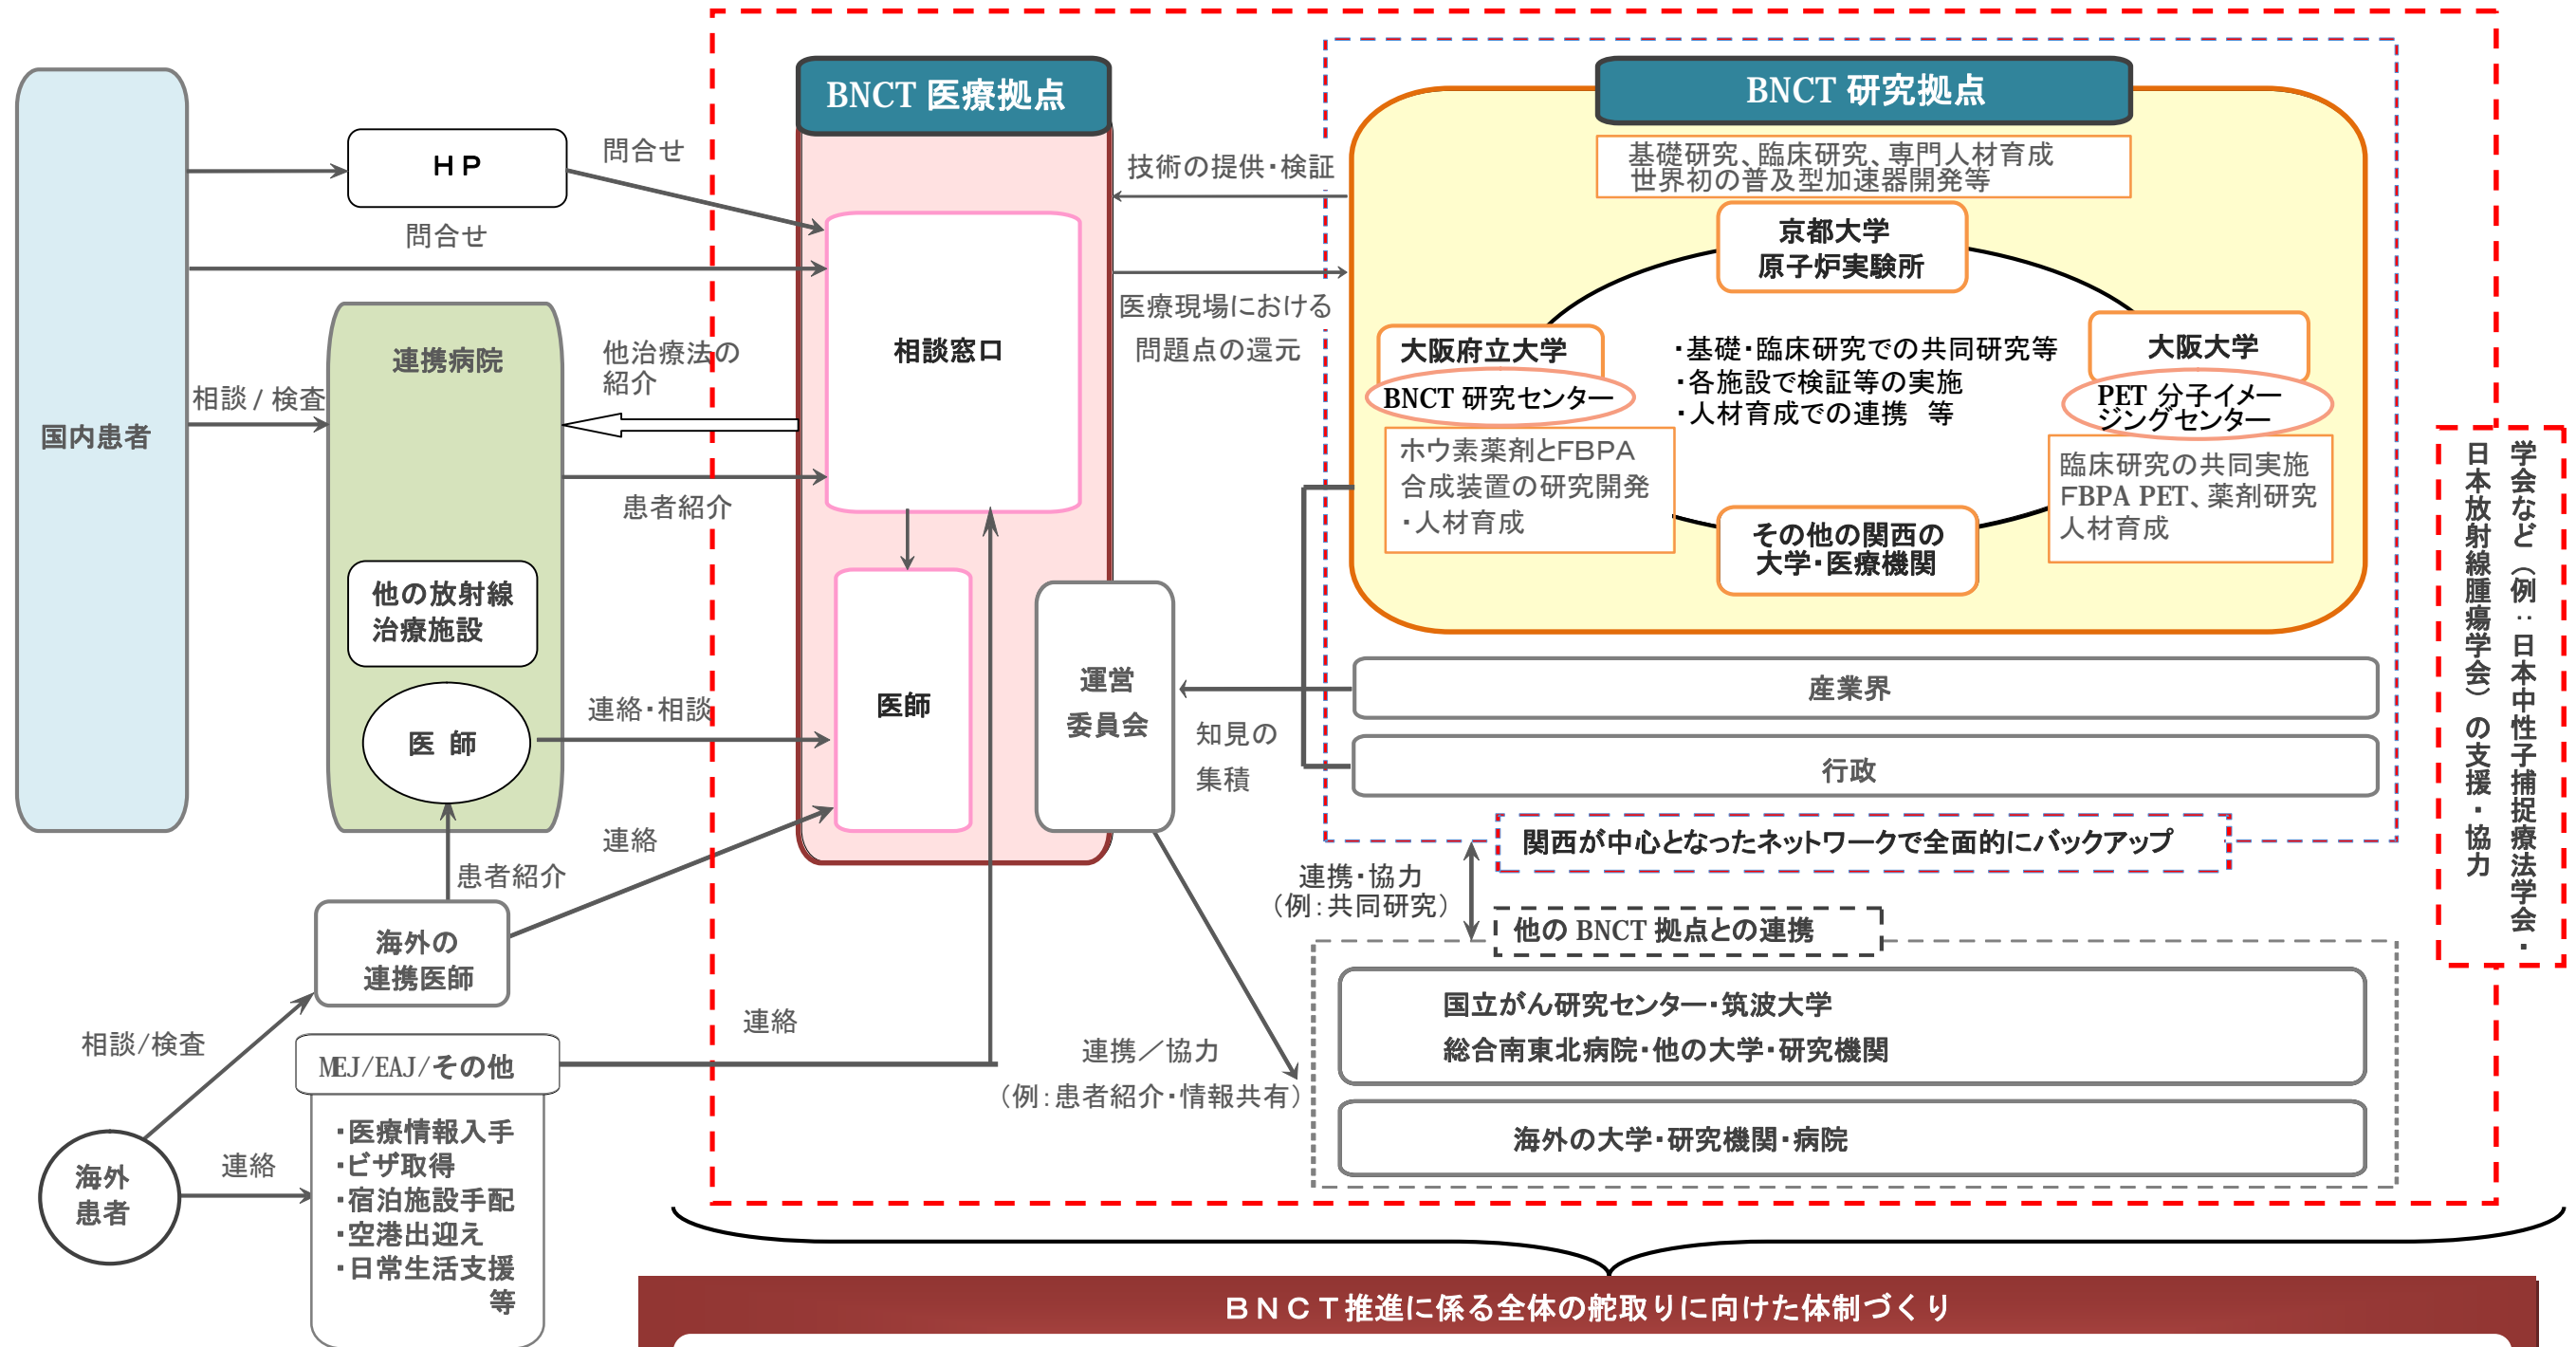 国内患者
HP
問合せ
問合せ
相談/検査
連携病院
他の放射線
治療施設
医 師
他治療法の
紹介
患者紹介
連絡・相談
連絡
患者紹介
海外の
連携医師
相談/検査
海外
患者
連絡
MEJ/EAJ/その他
・医療情報入手
・ビザ取得
・宿泊施設手配
・空港出迎え
・日常生活支援
等
連絡
BNCT 医療拠点
相談窓口
医師
運営
委員会
技術の提供・検証
医療現場における
問題点の還元
知見の
集積
連携／協力
（例：患者紹介・情報共有）
BNCT 研究拠点
基礎研究、臨床研究、専門人材育成
世界初の普及型加速器開発等
京都大学
原子炉実験所
大阪府立大学
BNCT 研究センター
ホウ素薬剤とFBPA
合成装置の研究開発
・人材育成
・基礎・臨床研究での共同研究等
・各施設で検証等の実施
・人材育成での連携 等
大阪大学
PET 分子イメー
ジングセンター
臨床研究の共同実施
FBPA PET、薬剤研究
人材育成
その他の関西の
大学・医療機関
産業界
行政
関西が中心となったネットワークで全面的にバックアップ
連携・協力
（例：共同研究）
他の BNCT 拠点との連携
国立がん研究センター・筑波大学
総合南東北病院・他の大学・研究機関
海外の大学・研究機関・病院
学会など（例：日本中性子捕捉療法学会・
日本放射線腫瘍学会）の支援・協力
BNCT推進に係る全体の舵取りに向けた体制づくり